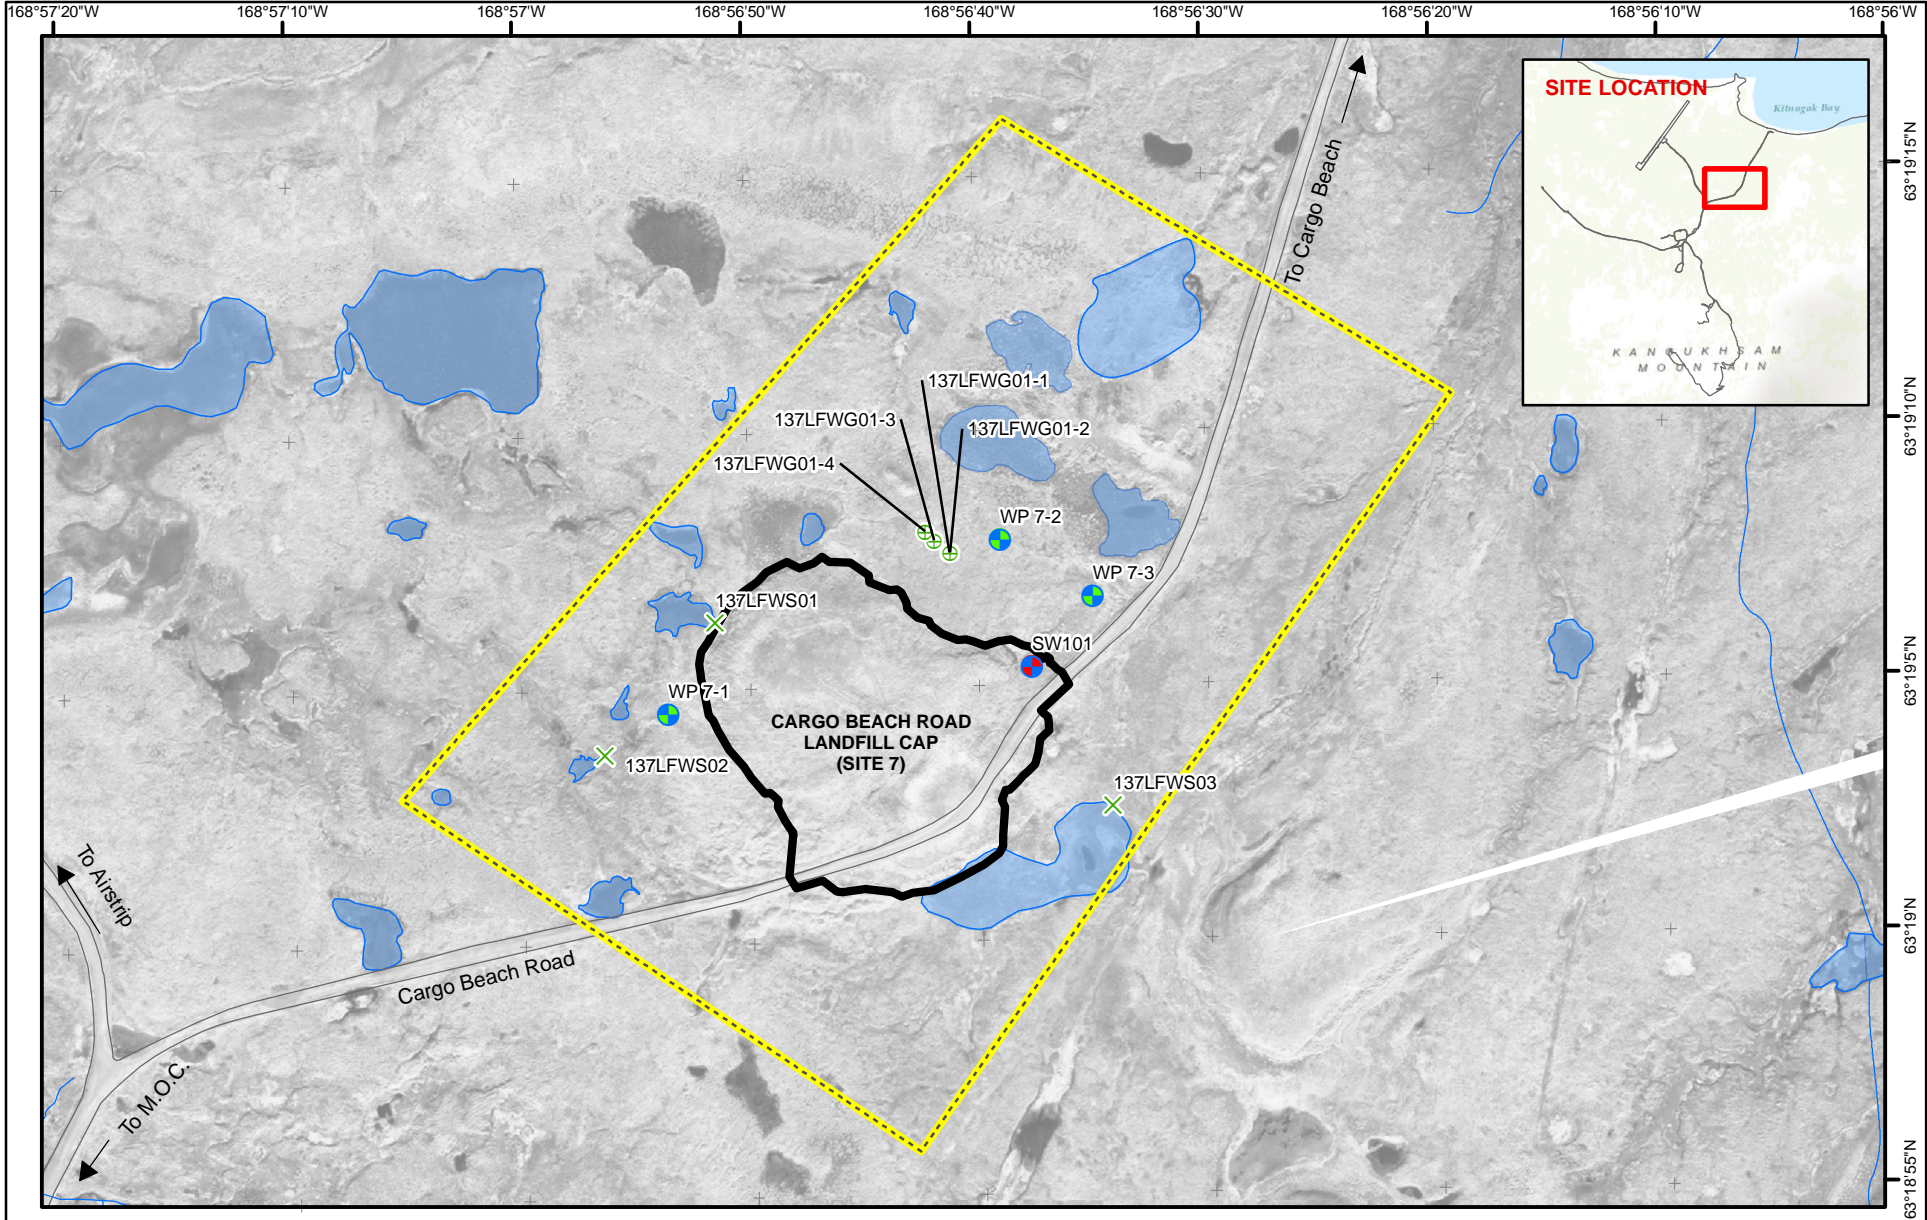 168°57'20"W
168°57'10"W
168°57'W
168°56'50"W
168°56'40"W
168°56'30"W
168°56'20"W
168°56'10"W
168°56'W
SITE LOCATION
Kitnagak Bay
KANGUKHSAM
MOUNTAIN
63°19'15"N
63°19'10"N
63°19'5"N
63°19'N
63°18'55"N
To Cargo Beach
137LFWG01-1
137LFWG01-3
137LFWG01-2
137LFWG01-4
WP 7-2
WP 7-3
137LFWS01
SW101
WP 7-1
CARGO BEACH ROAD
LANDFILL CAP
(SITE 7)
137LFWS02
137LFWS03
To Airstrip
Cargo Beach Road
To M.O.C.